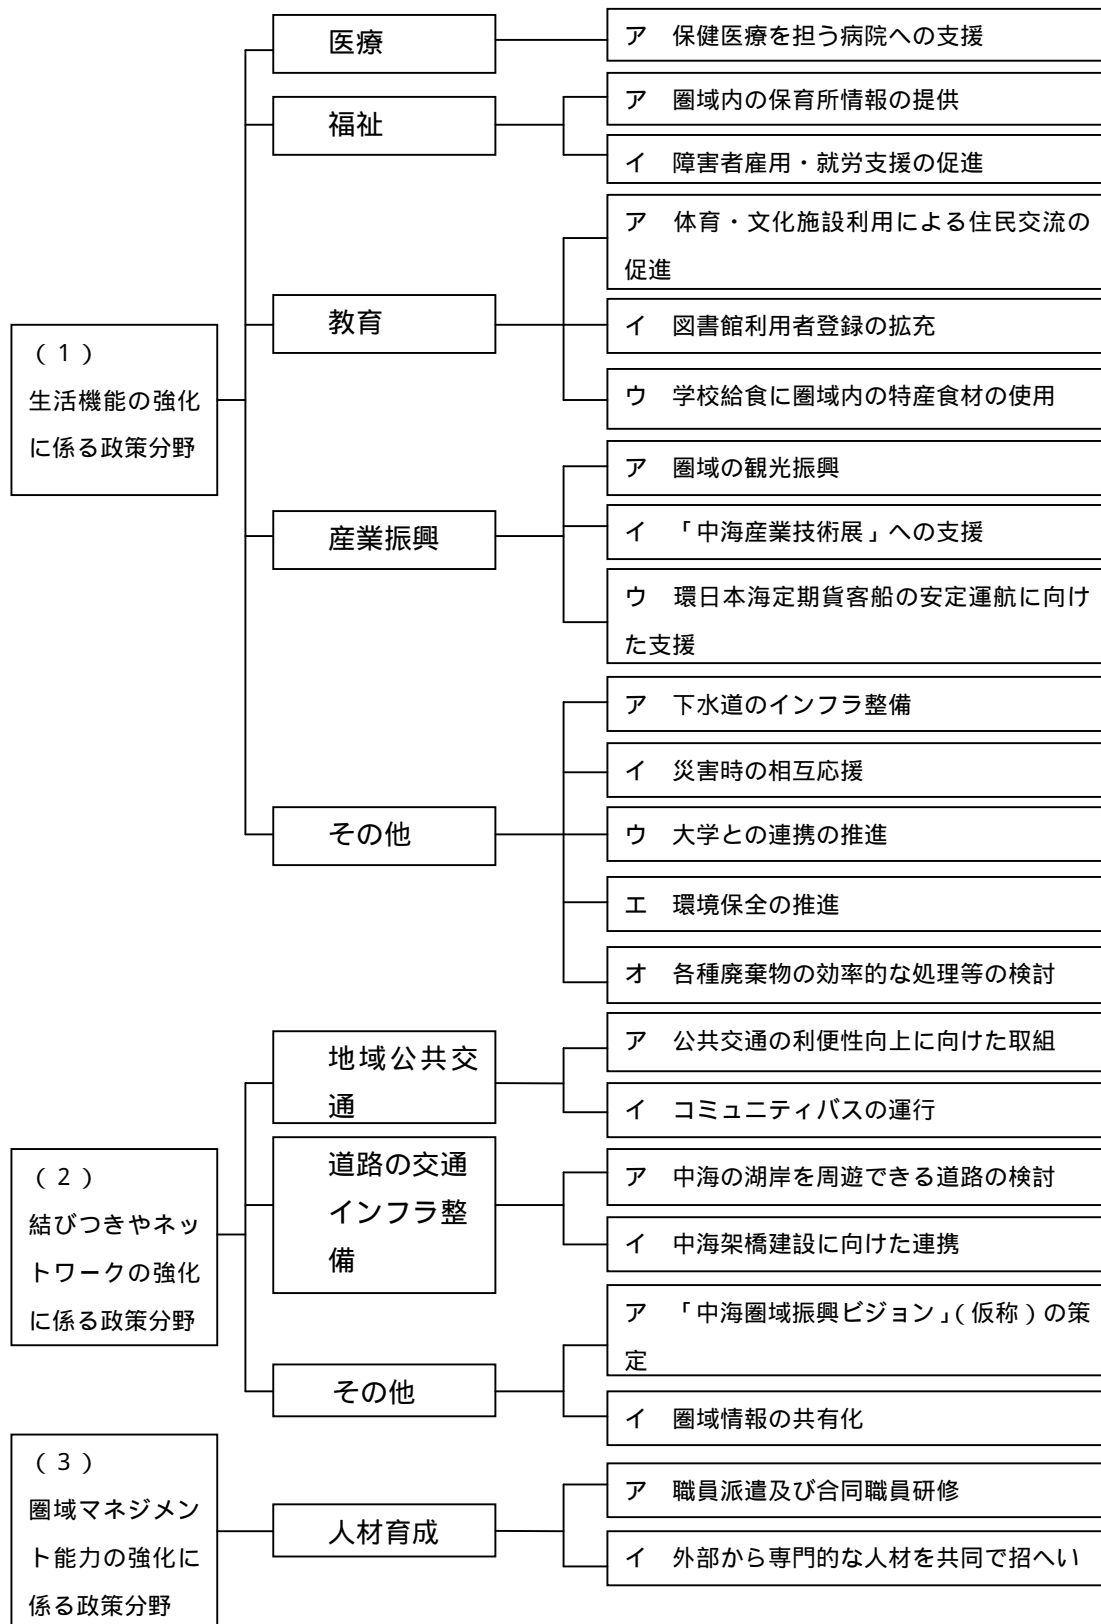 (1)
生活機能の強化
に係る政策分野
医療
ア 保健医療を担う病院への支援
福祉
ア 圏域内の保育所情報の提供
イ 障害者雇用・就労支援の促進
教育
ア 体育・文化施設利用による住民交流の
促進
イ 図書館利用者登録の拡充
ウ 学校給食に圏域内の特産食材の使用
産業振興
ア 圏域の観光振興
イ 「中海産業技術展」への支援
ウ 環日本海定期貨客船の安定運航に向け
た支援
その他
ア 下水道のインフラ整備
イ 災害時の相互応援
ウ 大学との連携の推進
エ 環境保全の推進
オ 各種廃棄物の効率的な処理等の検討
(2)
結びつきやネッ
トワークの強化
に係る政策分野
地域公共交
通
ア 公共交通の利便性向上に向けた取組
イ コミュニティバスの運行
道路の交通
インフラ整
備
ア 中海の湖岸を周遊できる道路の検討
イ 中海架橋建設に向けた連携
その他
ア 「中海圏域振興ビジョン」(仮称)の策
定
イ 圏域情報の共有化
(3)
圏域マネジメン
ト能力の強化に
係る政策分野
人材育成
ア 職員派遣及び合同職員研修
イ 外部から専門的な人材を共同で招へい